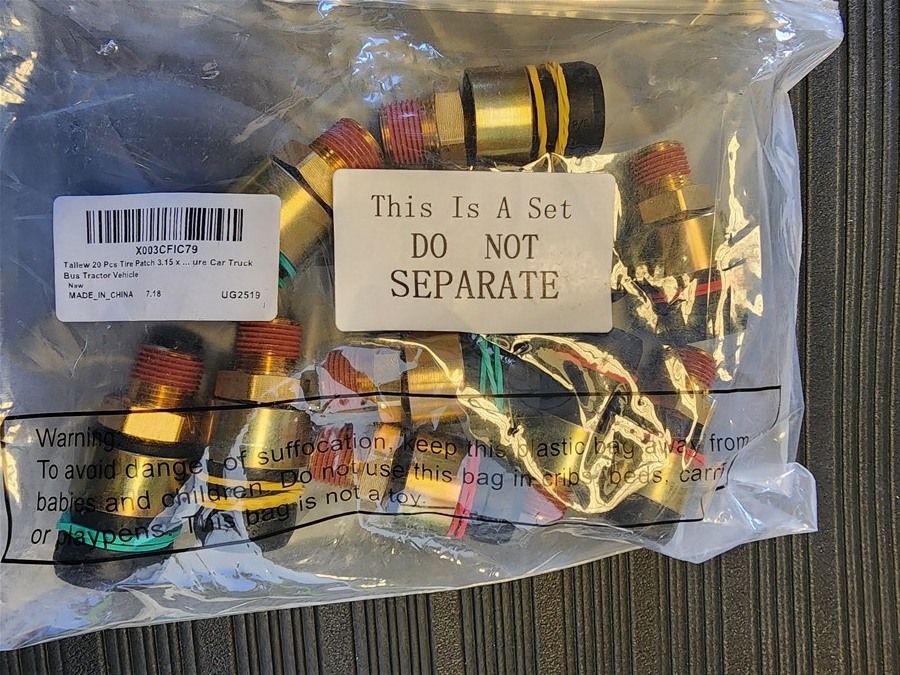 X003CFIC79
Tallew 20 Pcs Tire Patch 3.15 x ... ure Car Truck
Bus Tractor Vehicle
New
MADE_IN_CHINA 7.18 UG2519
This Is A Set
DO NOT
SEPARATE
Warning:
To avoid danger of suffocation, keep this plastic bag away from
babies and children. Do not use this bag in cribs, beds, carri
or playpens. This bag is not a toy.